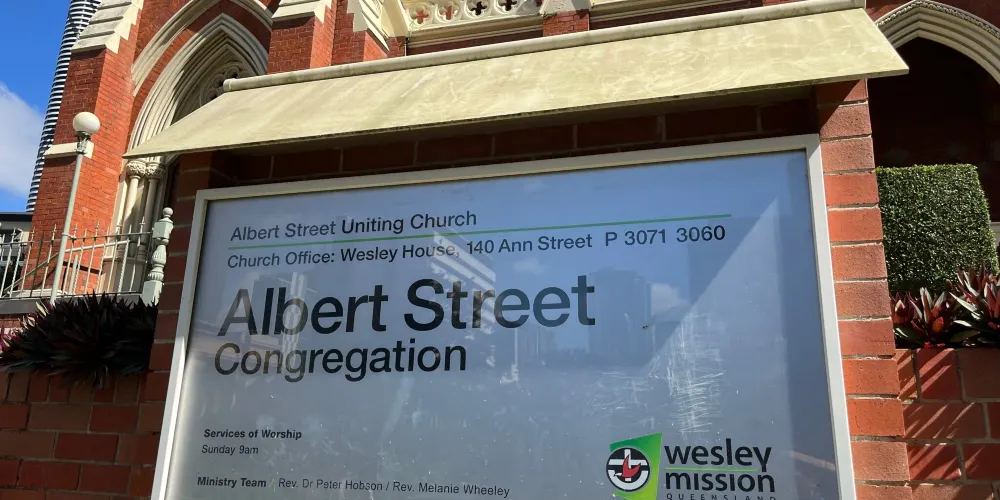 Albert Street Uniting Church
Church Office: Wesley House, 140 Ann Street P 3071 3060
Albert Street
Congregation
Services of Worship
Sunday 9am
Ministry Team / Rev. Dr Peter Hobson / Rev. Melanie Wheeley
wesley
mission
QUEENSLAND